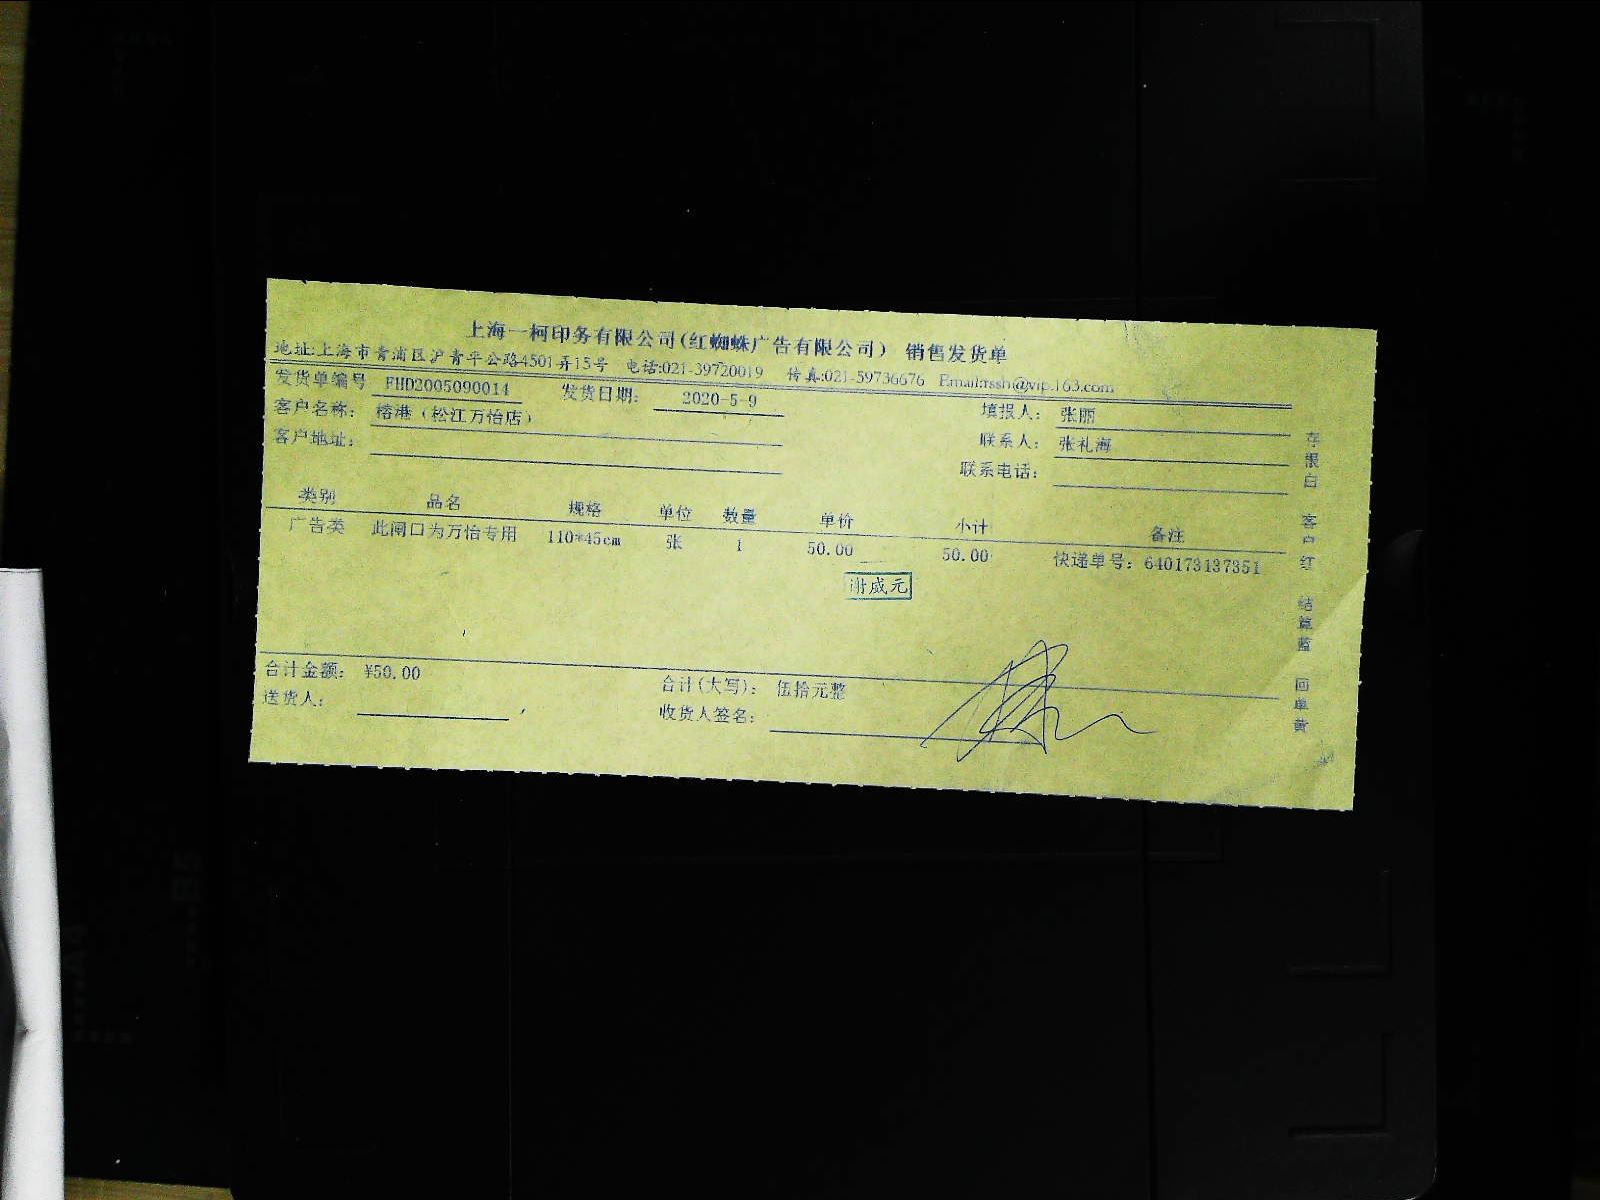 上海一柯印务有限公司(红蜘蛛广告有限公司) 销售发货单
地址:上海市青浦区沪青平公路4501弄15号 电话:021-39720019 传真:021-59736676 Email:rssh@vip.163.com
发货单编号 FHD2005090014 发货日期: 2020-5-9 填报人: 张丽
客户名称: 榕港（松江万怡店） 联系人: 张礼海
客户地址: 联系电话:
类别 品名 规格 单位 数量 单价 小计 备注
广告类 此闸口为万怡专用 110*45cm 张 1 50.00 50.00 快递单号: 640173137351
谢威元
合计金额: ¥50.00 合计(大写): 伍拾元整
送货人: 收货人签名:
存根白 客户红 结算蓝 回单黄